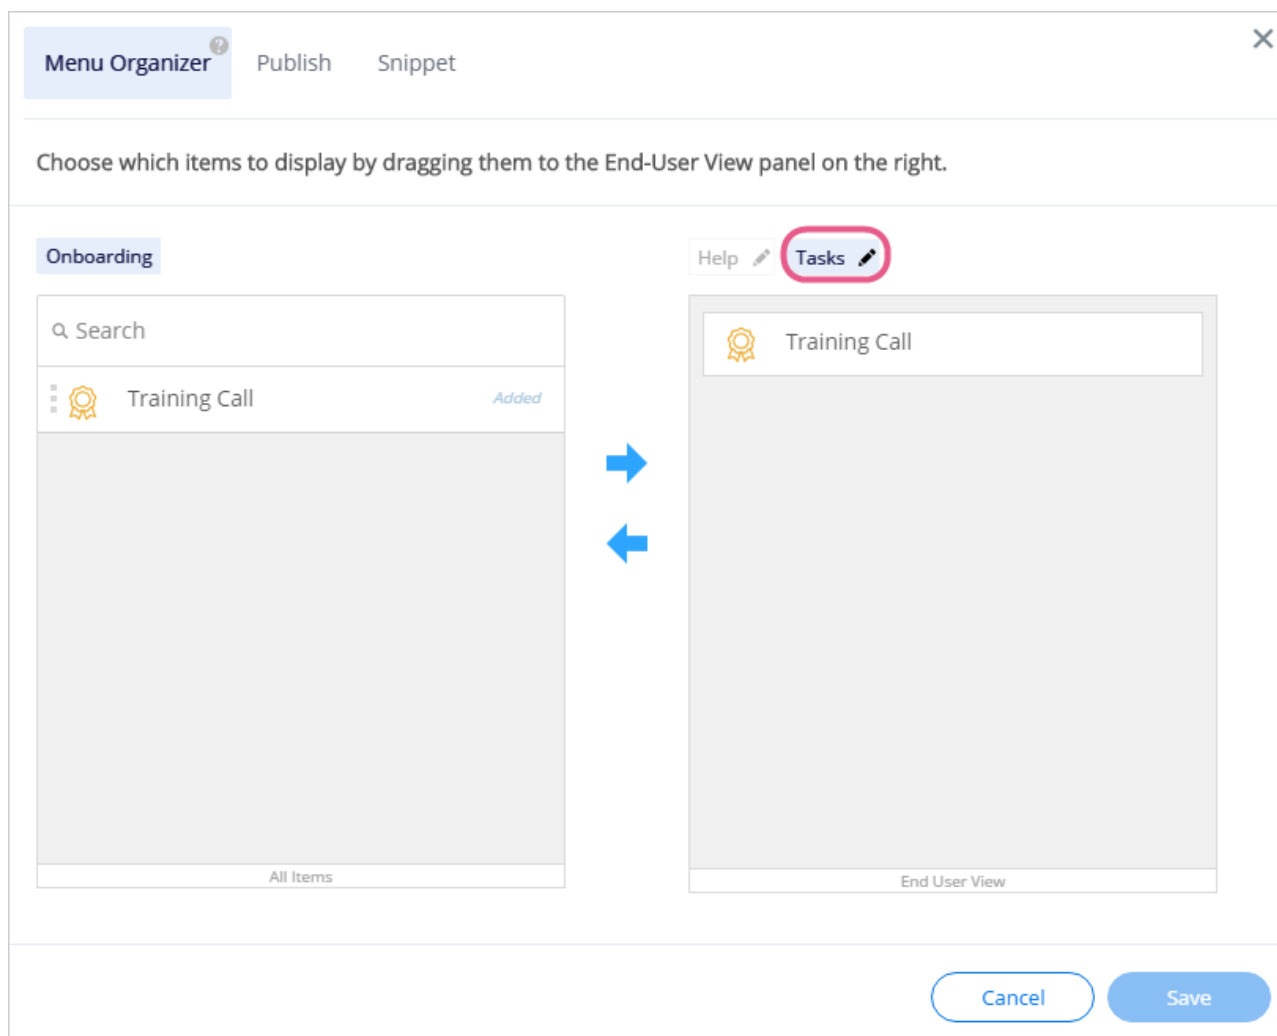 Menu Organizer ? Publish Snippet
Choose which items to display by dragging them to the End-User View panel on the right.
Onboarding
Help Tasks
Search
Training Call Added
Training Call
All Items
End User View
Cancel Save